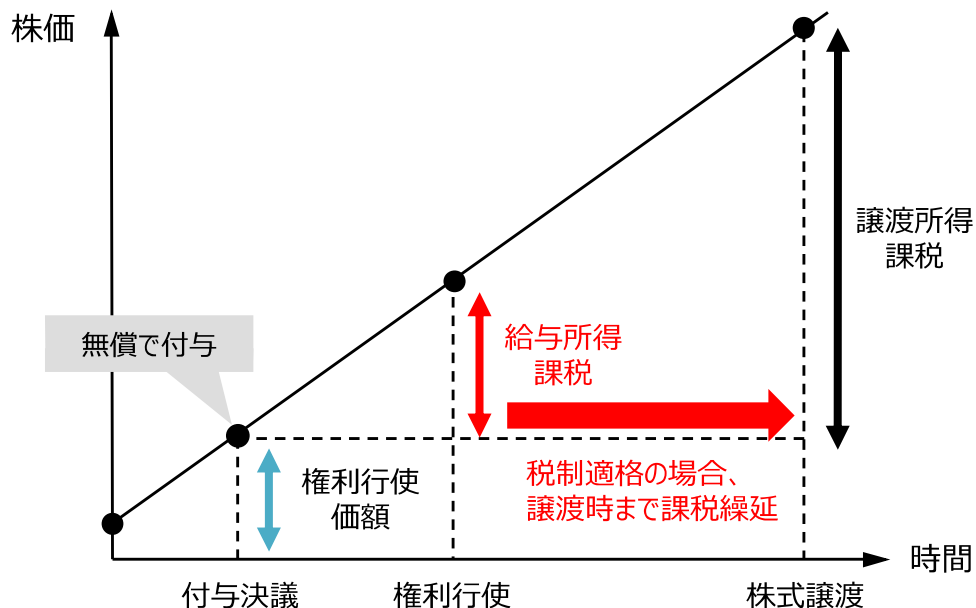 株価
無償で付与
権利行使
価額
給与所得
課税
税制適格の場合、
譲渡時まで課税繰延
譲渡所得
課税
時間
付与決議
権利行使
株式譲渡